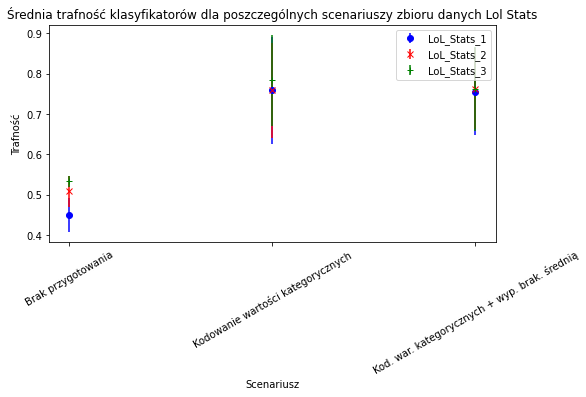 Średnia trafność klasyfikatorów dla poszczególnych scenariuszy zbioru danych Lol Stats
LoL_Stats_1
LoL_Stats_2
LoL_Stats_3
Trafność
0.9
0.8
0.7
0.6
0.5
0.4
Brak przygotowania
Kodowanie wartości kategorycznych
Kod. war. kategorycznych + wyp. brak. średnią
Scenariusz